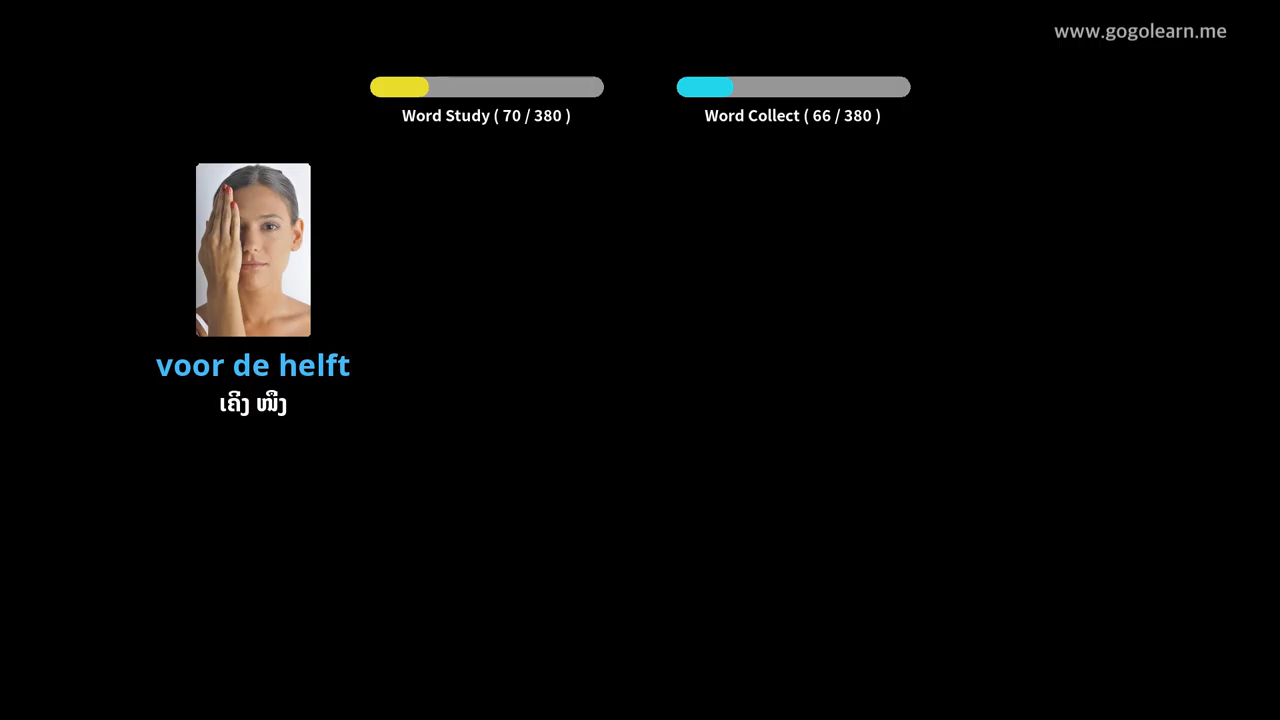 www.gogolearn.me
Word Study ( 70 / 380 )
Word Collect ( 66 / 380 )
voor de helft
ເຄິ່ງ ໜຶ່ງ